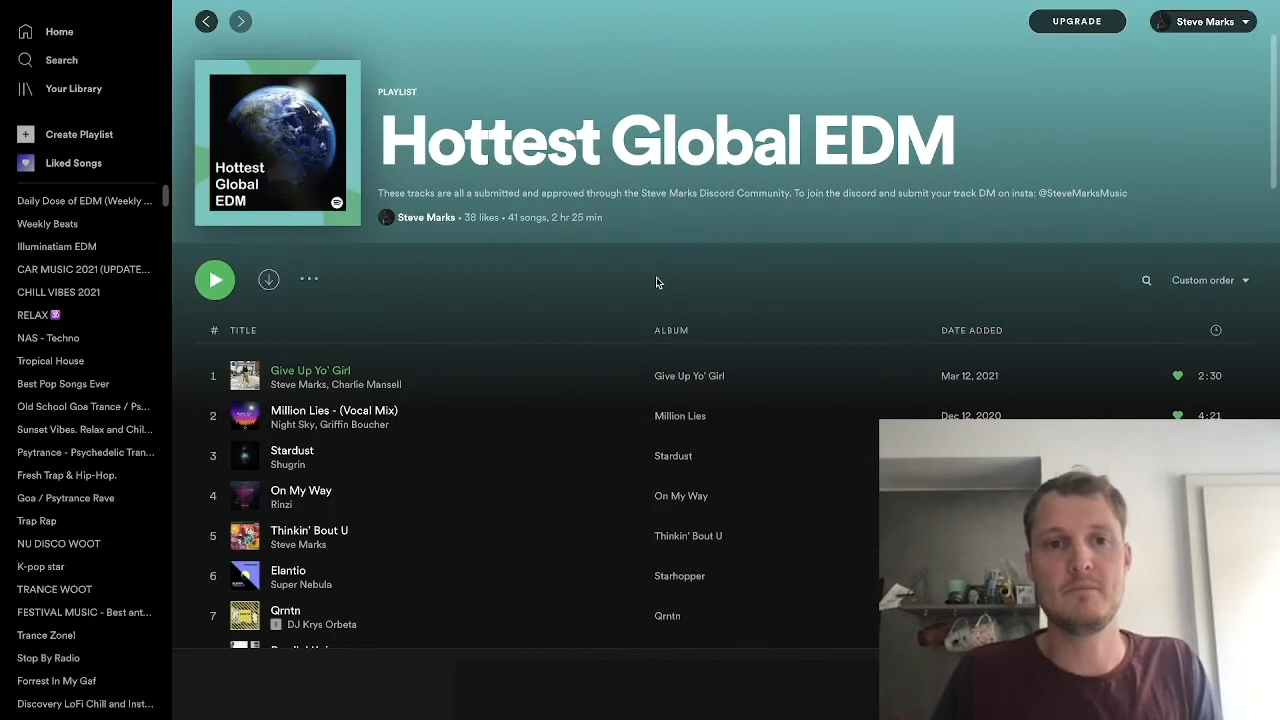 Home
Search
Your Library
Create Playlist
Liked Songs
Daily Dose of EDM (Weekly ...
Weekly Beats
Illuminatiam EDM
CAR MUSIC 2021 (UPDATE...
CHILL VIBES 2021
RELAX🕉
NAS - Techno
Tropical House
Best Pop Songs Ever
Old School Goa Trance / Ps...
Sunset Vibes. Relax and Chil...
Psytrance - Psychedelic Tran...
Fresh Trap & Hip-Hop.
Goa / Psytrance Rave
Trap Rap
NU DISCO WOOT
K-pop star
TRANCE WOOT
FESTIVAL MUSIC - Best ant...
Trance Zone!
Stop By Radio
Forrest In My Gaf
Discovery LoFi Chill and Inst...
UPGRADE
Steve Marks
Hottest
Global
EDM
PLAYLIST
Hottest Global EDM
These tracks are all a submitted and approved through the Steve Marks Discord Community. To join the discord and submit your track DM on insta: @SteveMarksMusic
Steve Marks • 38 likes • 41 songs, 2 hr 25 min
Custom order
# TITLE ALBUM DATE ADDED
1 Give Up Yo' Girl Give Up Yo' Girl Mar 12, 2021 2:30
Steve Marks, Charlie Mansell
2 Million Lies - (Vocal Mix) Million Lies Dec 12, 2020 4:21
Night Sky, Griffin Boucher
3 Stardust Stardust
Shugrin
4 On My Way On My Way
Rinzi
5 Thinkin' Bout U Thinkin' Bout U
Steve Marks
6 Elantio Starhopper
Super Nebula
7 Qrntn Qrntn
E DJ Krys Orbeta